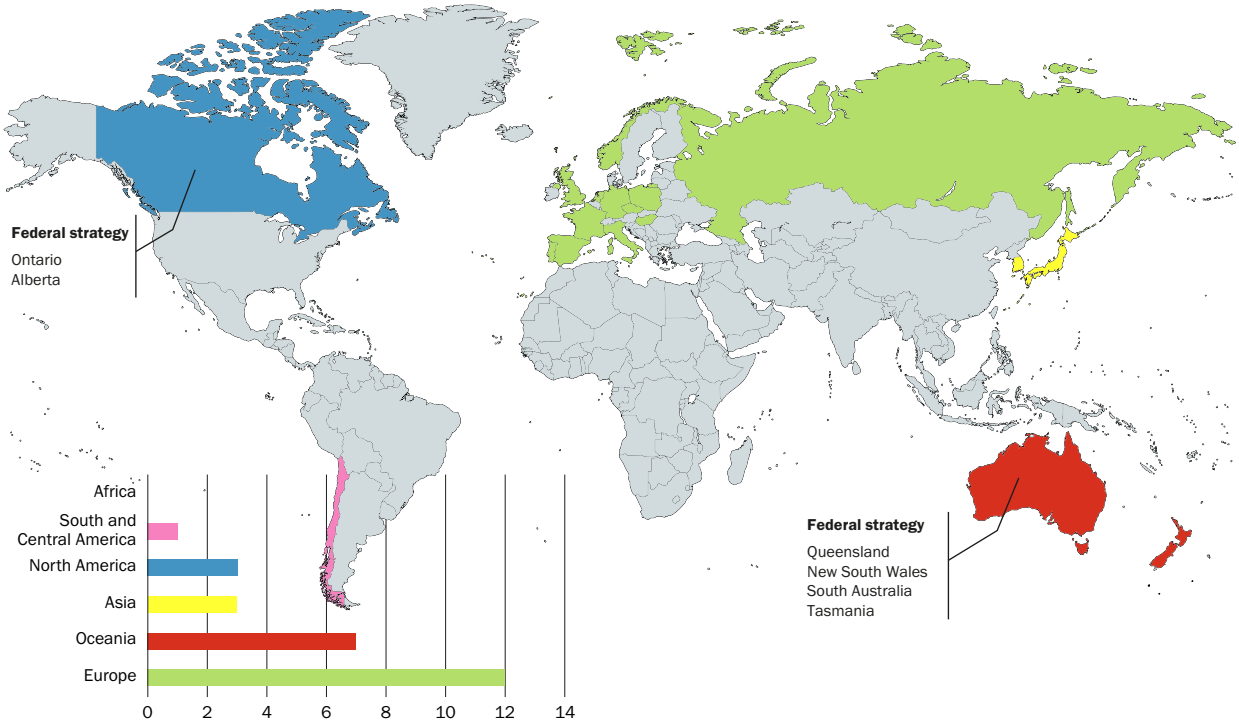 Federal strategy
Ontario
Alberta
Federal strategy
Queensland
New South Wales
South Australia
Tasmania
Africa
South and
Central America
North America
Asia
Oceania
Europe
0 2 4 6 8 10 12 14